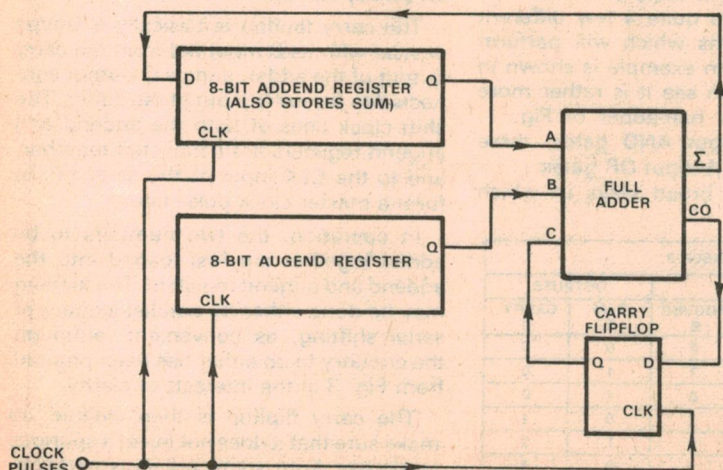 D
8-BIT ADDEND REGISTER
(ALSO STORES SUM)
Q
CLK
A
B
C
Σ
FULL
ADDER
CO
8-BIT AUGEND REGISTER
Q
CLK
CARRY
FLIPFLOP
Q
D
CLK
CLOCK
PULSES